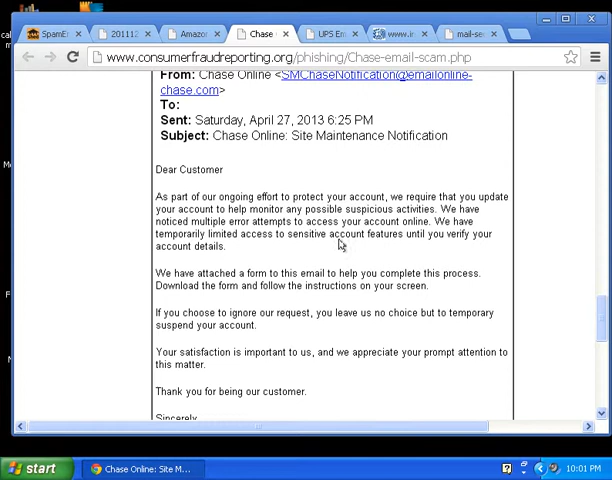 SpamE
201112
Amazo
Chase
UPS Em
www.ir
mail-se
www.consumerfraudreporting.org/phishing/Chase-email-scam.php
From: Chase Online <SMChaseNotification@emailonline-
chase.com>
To:
Sent: Saturday, April 27, 2013 6:25 PM
Subject: Chase Online: Site Maintenance Notification
Dear Customer
As part of our ongoing effort to protect your account, we require that you update
your account to help monitor any possible suspicious activities. We have
noticed multiple error attempts to access your account online. We have
temporarily limited access to sensitive account features until you verify your
account details.
We have attached a form to this email to help you complete this process.
Download the form and follow the instructions on your screen.
If you choose to ignore our request, you leave us no choice but to temporary
suspend your account.
Your satisfaction is important to us, and we appreciate your prompt attention to
this matter.
Thank you for being our customer.
Sincerely
start
Chase Online: Site M...
10:01 PM